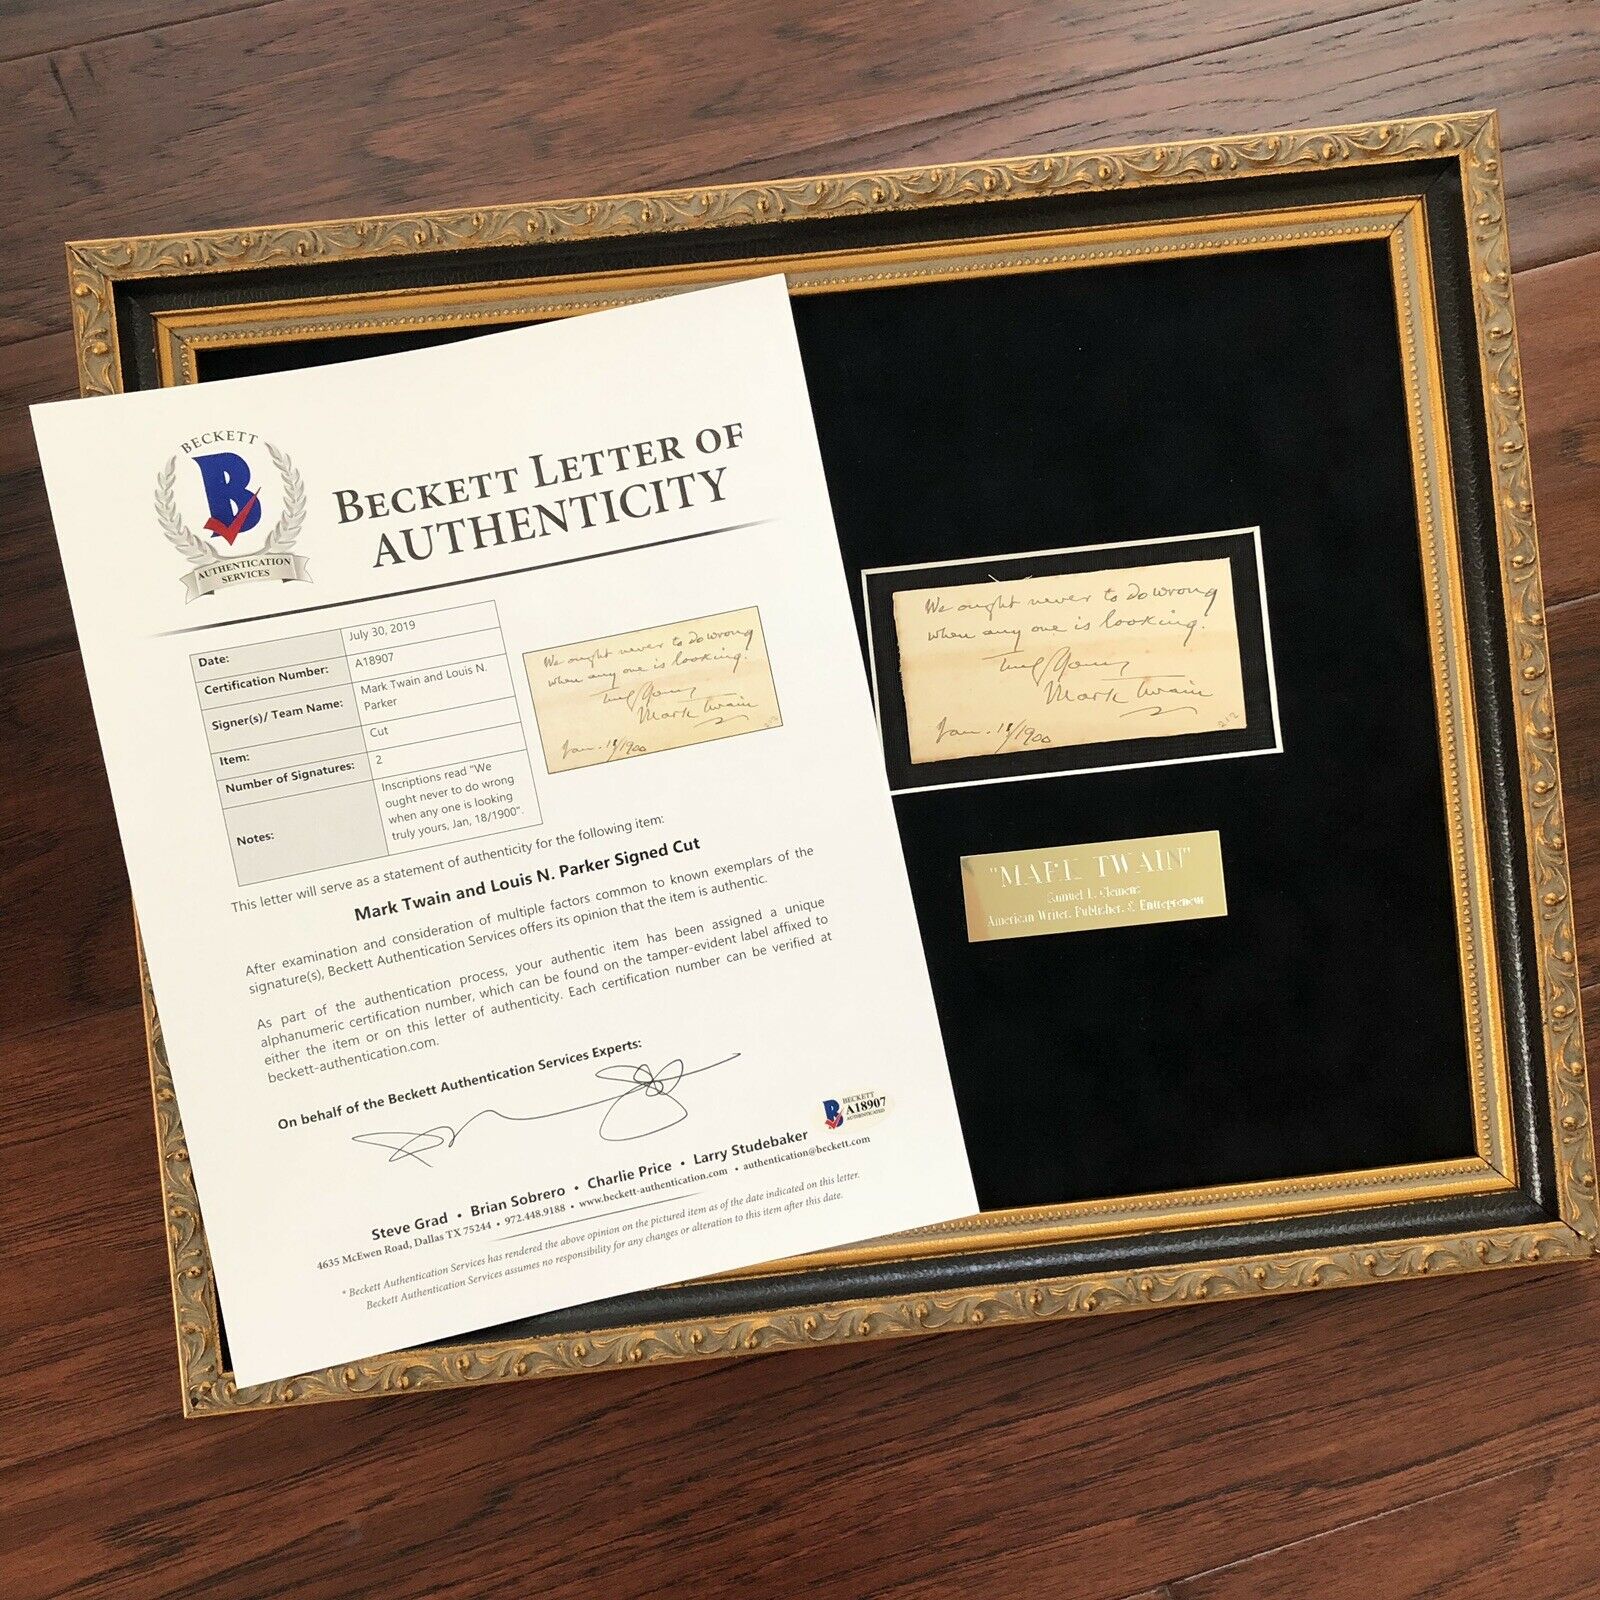 BECKETT
B
AUTHENTICATION
SERVICES
BECKETT LETTER OF
AUTHENTICITY
Date: July 30, 2019
Certification Number: A18907
Signer(s)/ Team Name: Mark Twain and Louis N.
Parker
Item: Cut
Number of Signatures: 2
Notes: Inscriptions read "We
ought never to do wrong
when any one is looking
truly yours, Jan, 18/1900".
We ought never to do wrong
when any one is looking.
Truly Yours
Mark Twain
Jan. 18/1900
212
This letter will serve as a statement of authenticity for the following item:
Mark Twain and Louis N. Parker Signed Cut
After examination and consideration of multiple factors common to known exemplars of the
signature(s), Beckett Authentication Services offers its opinion that the item is authentic.
As part of the authentication process, your authentic item has been assigned a unique
alphanumeric certification number, which can be found on the tamper-evident label affixed to
either the item or on this letter of authenticity. Each certification number can be verified at
beckett-authentication.com.
On behalf of the Beckett Authentication Services Experts:
BECKETT
A18907
AUTHENTICATED
Steve Grad • Brian Sobrero • Charlie Price • Larry Studebaker
4635 McEwen Road, Dallas TX 75244 • 972.448.9188 • www.beckett-authentication.com • authentication@beckett.com
* Beckett Authentication Services has rendered the above opinion on the pictured item as of the date indicated on this letter.
Beckett Authentication Services assumes no responsibility for any changes or alteration to this item after this date.
We ought never to do wrong
when any one is looking.
Truly Yours
Mark Twain
Jan. 18/1900
212
"MARK TWAIN"
Samuel L. Clemens
American Writer, Publisher, & Entrepreneur